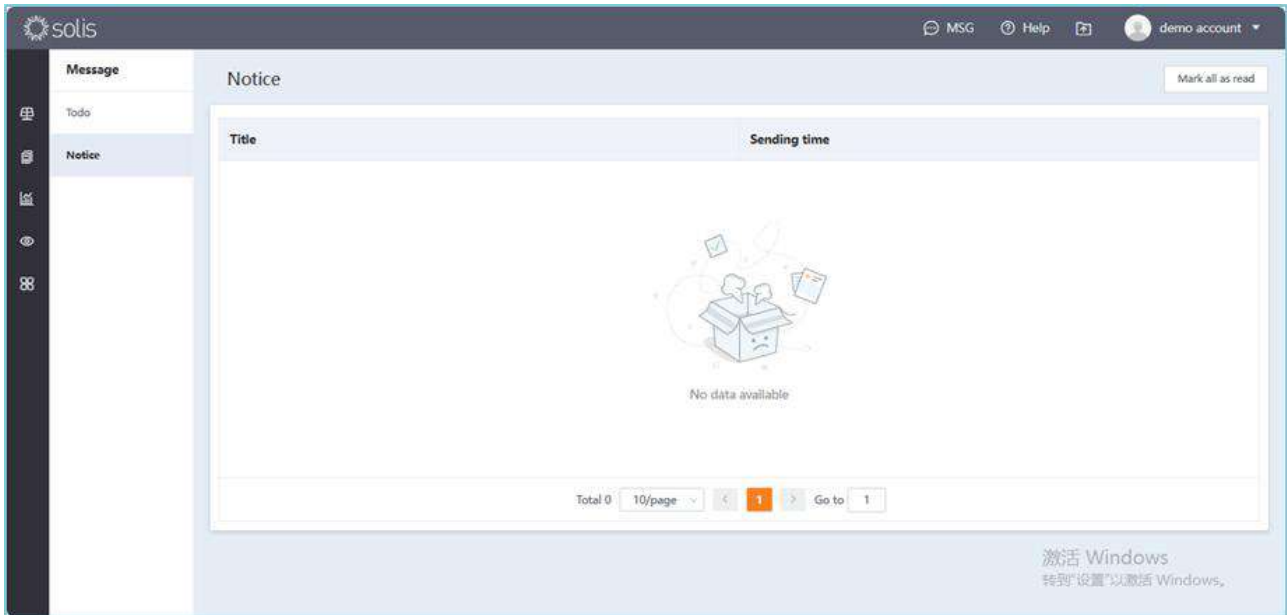 solis
MSG Help demo account
Message
Todo
Notice
Notice
Mark all as read
Title Sending time
No data available
Total 0 10/page 1 Go to 1
激活 Windows
转到"设置"以激活 Windows。